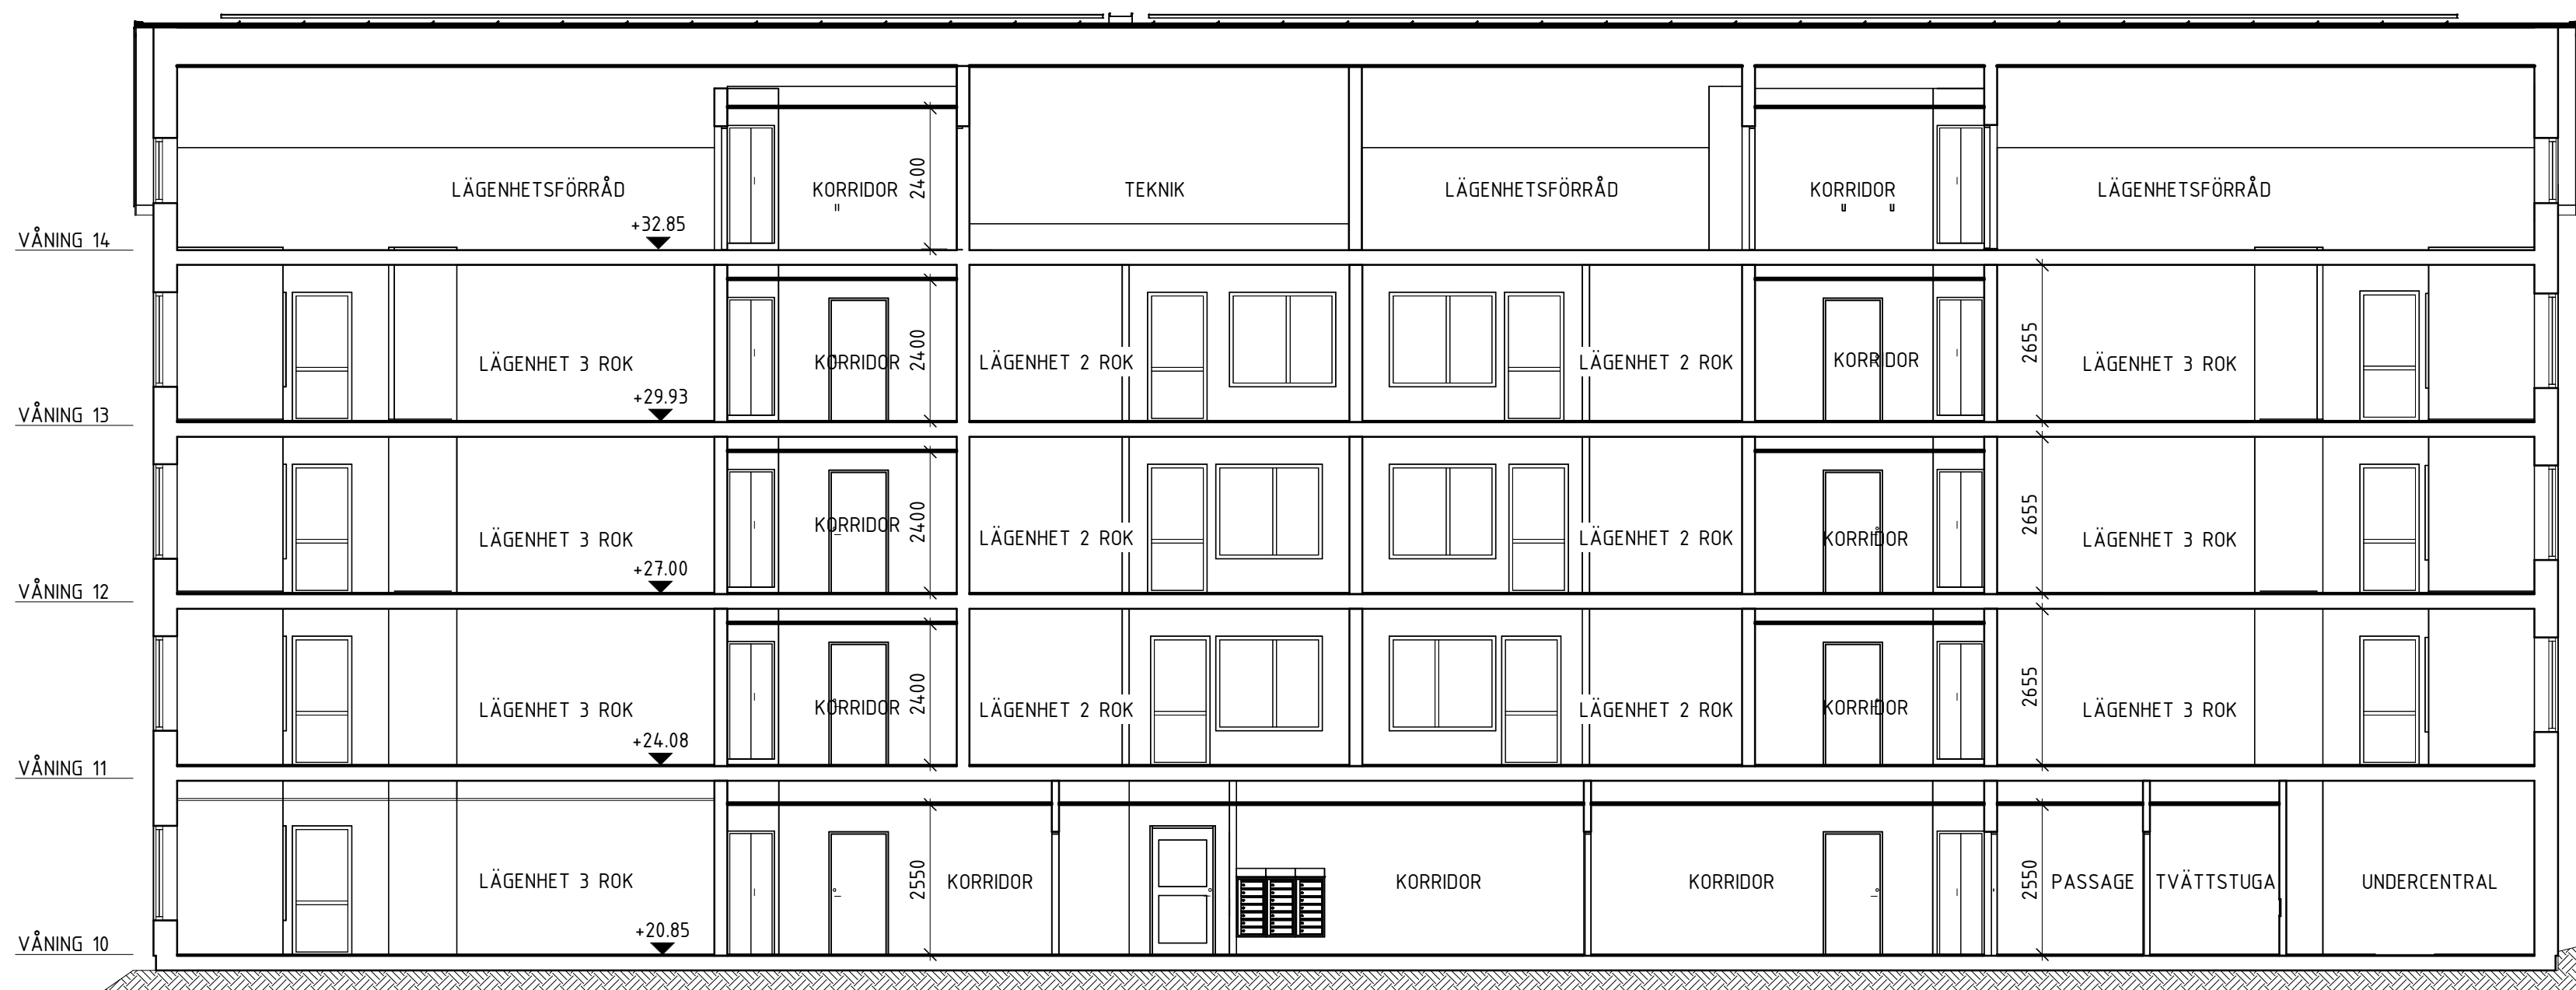 LÄGENHETSFÖRRÅD KORRIDOR 2400 TEKNIK LÄGENHETSFÖRRÅD KORRIDOR LÄGENHETSFÖRRÅD
+32.85
VÅNING 14
LÄGENHET 3 ROK KORRIDOR 2400 LÄGENHET 2 ROK LÄGENHET 2 ROK KORRIDOR 2655 LÄGENHET 3 ROK
+29.93
VÅNING 13
LÄGENHET 3 ROK KORRIDOR 2400 LÄGENHET 2 ROK LÄGENHET 2 ROK KORRIDOR 2655 LÄGENHET 3 ROK
+27.00
VÅNING 12
LÄGENHET 3 ROK KORRIDOR 2400 LÄGENHET 2 ROK LÄGENHET 2 ROK KORRIDOR 2655 LÄGENHET 3 ROK
+24.08
VÅNING 11
LÄGENHET 3 ROK 2550 KORRIDOR KORRIDOR KORRIDOR 2550 PASSAGE TVÄTTSTUGA UNDERCENTRAL
+20.85
VÅNING 10